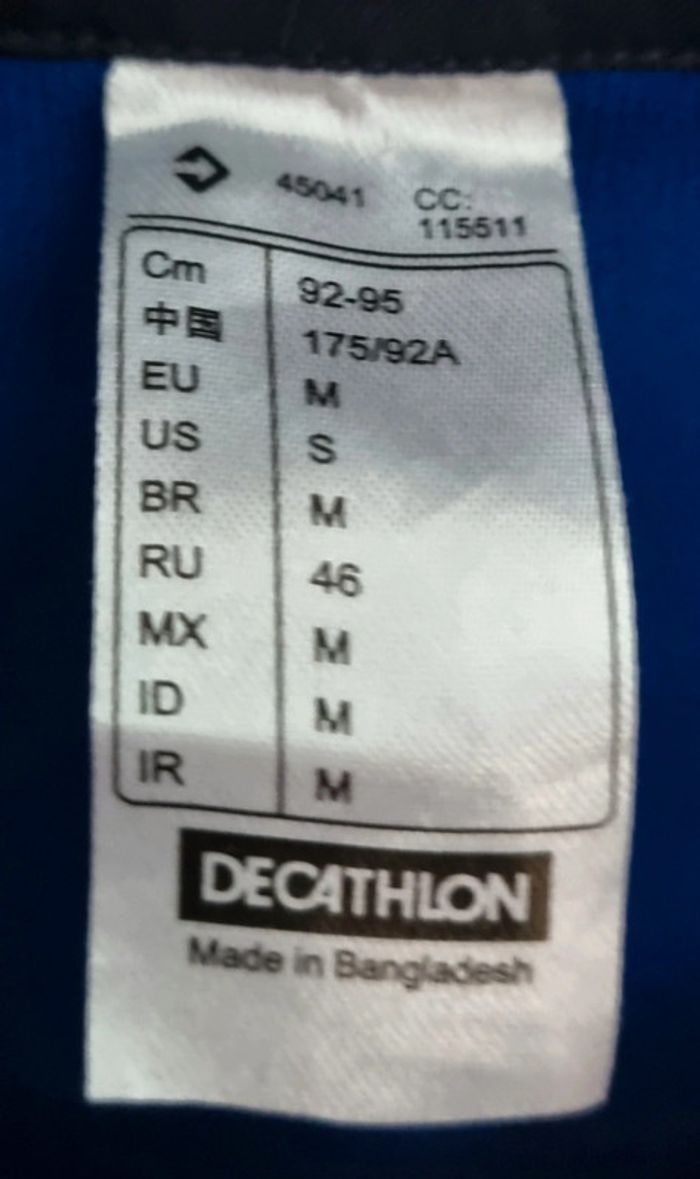 45041 CC: 115511
Cm 92-95
中国 175/92A
EU M
US S
BR M
RU 46
MX M
ID M
IR M
DECATHLON
Made in Bangladesh